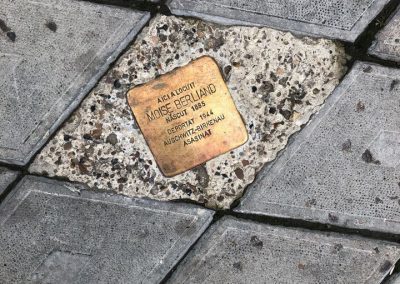 AICI A LOCUIT
MOISE BERLIAND
NĂSCUT 1885
DEPORTAT 1944
AUSCHWITZ-BIRKENAU
ASASINAT